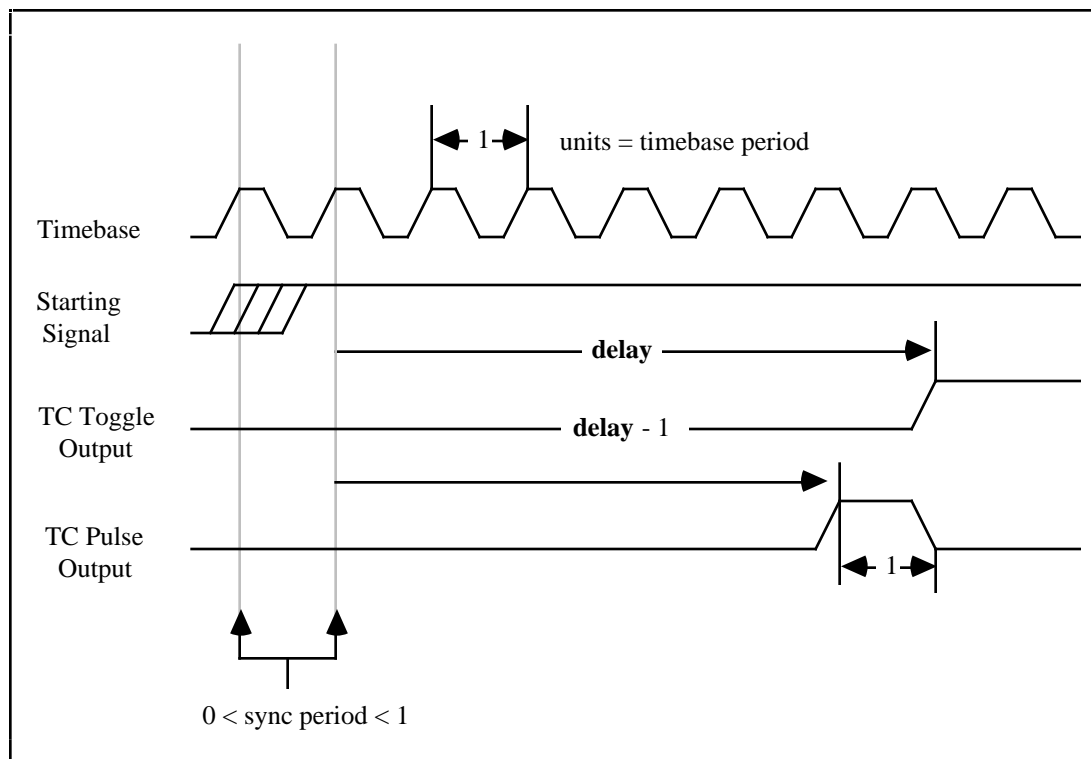 1
units = timebase period
Timebase
Starting
Signal
delay
TC Toggle
Output
delay - 1
TC Pulse
Output
1
0 < sync period < 1